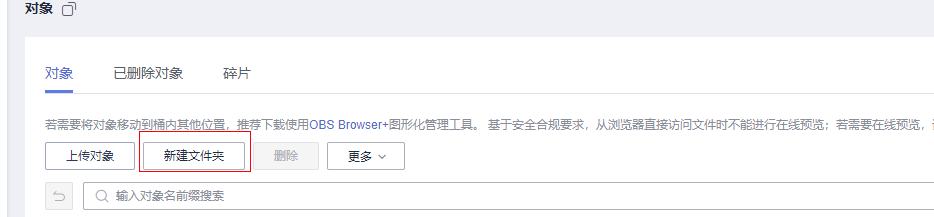 对象
对象 已删除对象 碎片
若需要将对象移动到桶内其他位置，推荐下载使用OBS Browser+图形化管理工具。 基于安全合规要求，从浏览器直接访问文件时不能进行在线预览；若需要在线预览，
上传对象 新建文件夹 删除 更多
输入对象名前缀搜索